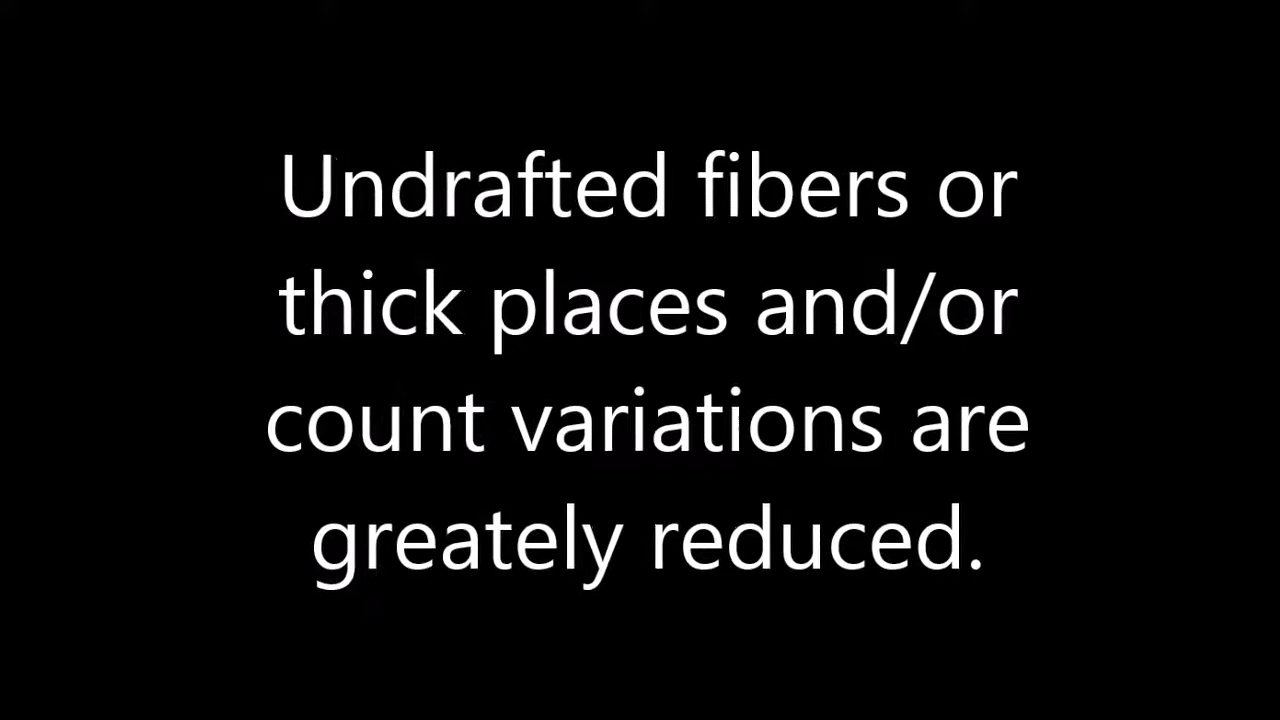 Undrafted fibers or
thick places and/or
count variations are
greately reduced.